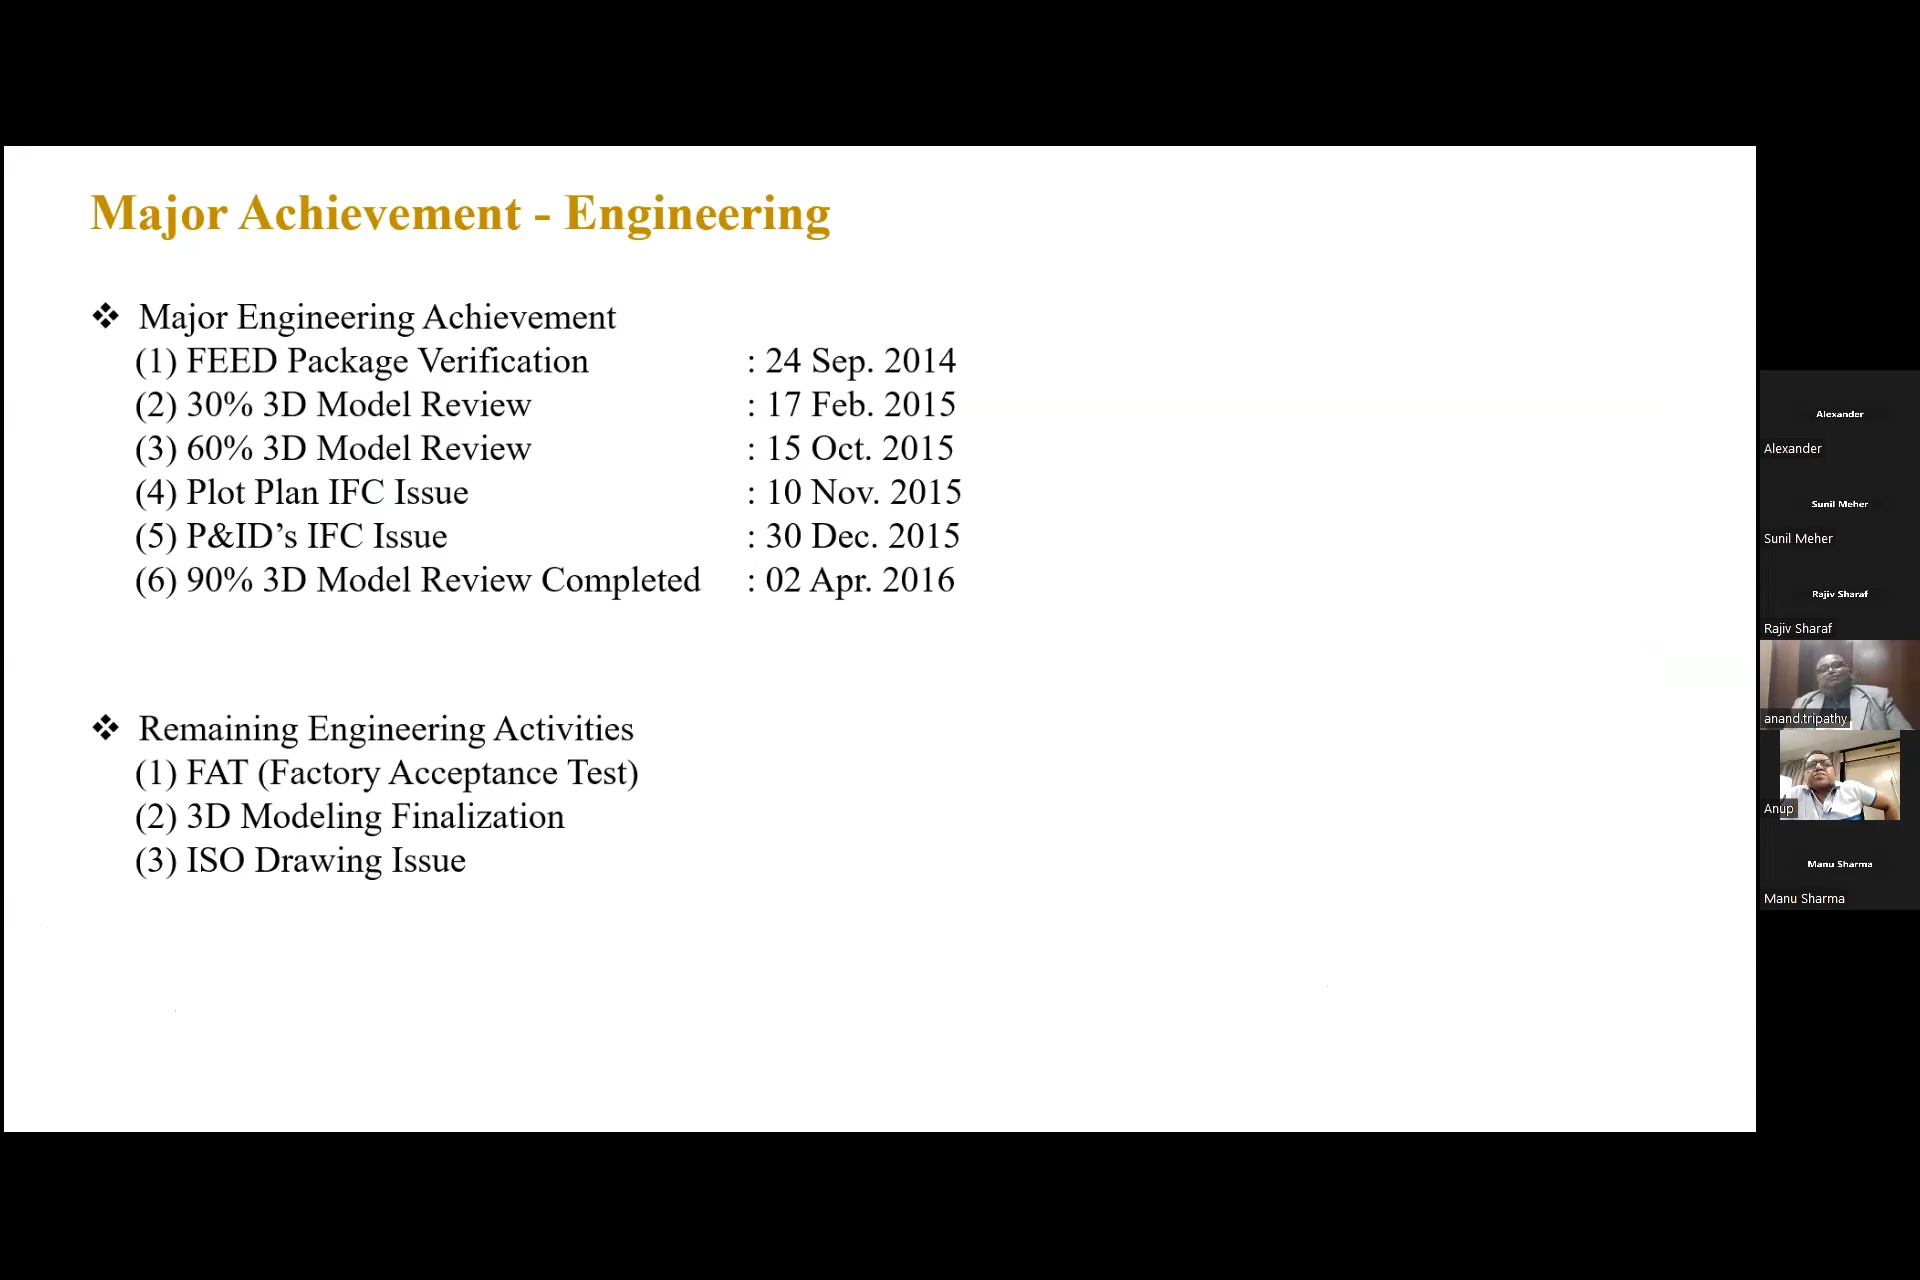 Major Achievement - Engineering
❖ Major Engineering Achievement
(1) FEED Package Verification : 24 Sep. 2014
(2) 30% 3D Model Review : 17 Feb. 2015
(3) 60% 3D Model Review : 15 Oct. 2015
(4) Plot Plan IFC Issue : 10 Nov. 2015
(5) P&ID’s IFC Issue : 30 Dec. 2015
(6) 90% 3D Model Review Completed : 02 Apr. 2016
❖ Remaining Engineering Activities
(1) FAT (Factory Acceptance Test)
(2) 3D Modeling Finalization
(3) ISO Drawing Issue
Alexander
Alexander
Sunil Meher
Sunil Meher
Rajiv Sharaf
Rajiv Sharaf
anand.tripathy
Anup
Manu Sharma
Manu Sharma